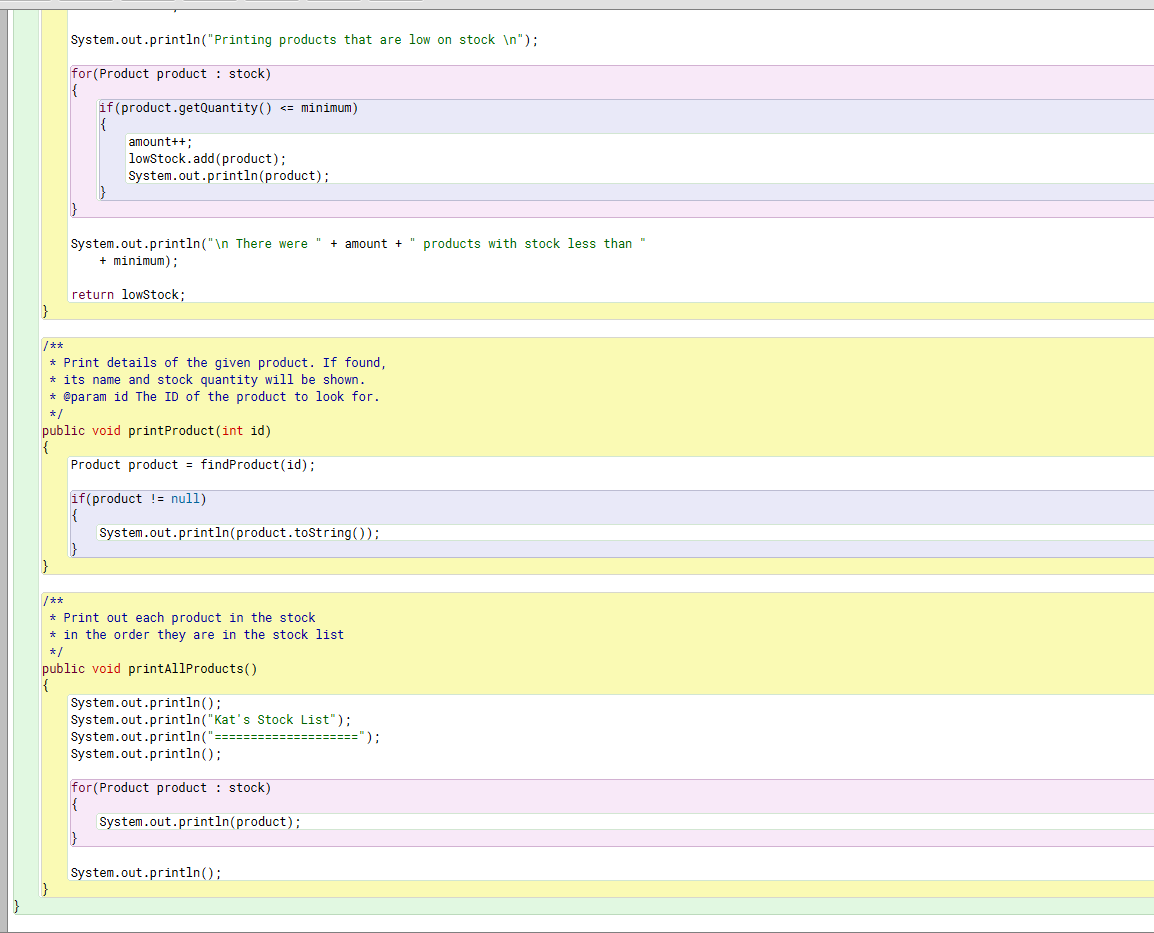 System.out.println("Printing products that are low on stock \n");
for(Product product : stock)
{
if(product.getQuantity() <= minimum)
{
amount++;
lowStock.add(product);
System.out.println(product);
}
}
System.out.println("\n There were " + amount + " products with stock less than "
+ minimum);
return lowStock;
}
/**
* Print details of the given product. If found,
* its name and stock quantity will be shown.
* @param id The ID of the product to look for.
*/
public void printProduct(int id)
{
Product product = findProduct(id);
if(product != null)
{
System.out.println(product.toString());
}
}
/**
* Print out each product in the stock
* in the order they are in the stock list
*/
public void printAllProducts()
{
System.out.println();
System.out.println("Kat's Stock List");
System.out.println("====================");
System.out.println();
for(Product product : stock)
{
System.out.println(product);
}
System.out.println();
}
}